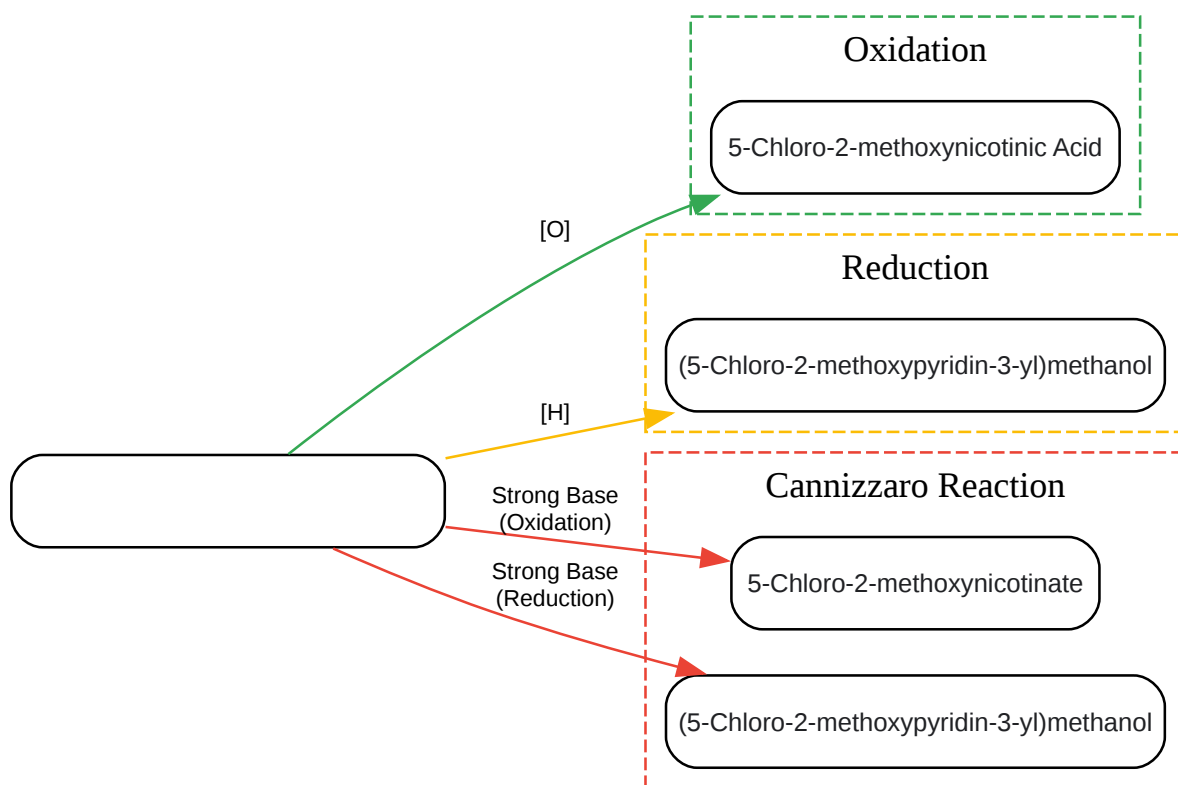 Oxidation
5-Chloro-2-methoxynicotinic Acid
[O]
Reduction
(5-Chloro-2-methoxypyridin-3-yl)methanol
[H]
Cannizzaro Reaction
Strong Base
(Oxidation)
5-Chloro-2-methoxynicotinate
Strong Base
(Reduction)
(5-Chloro-2-methoxypyridin-3-yl)methanol